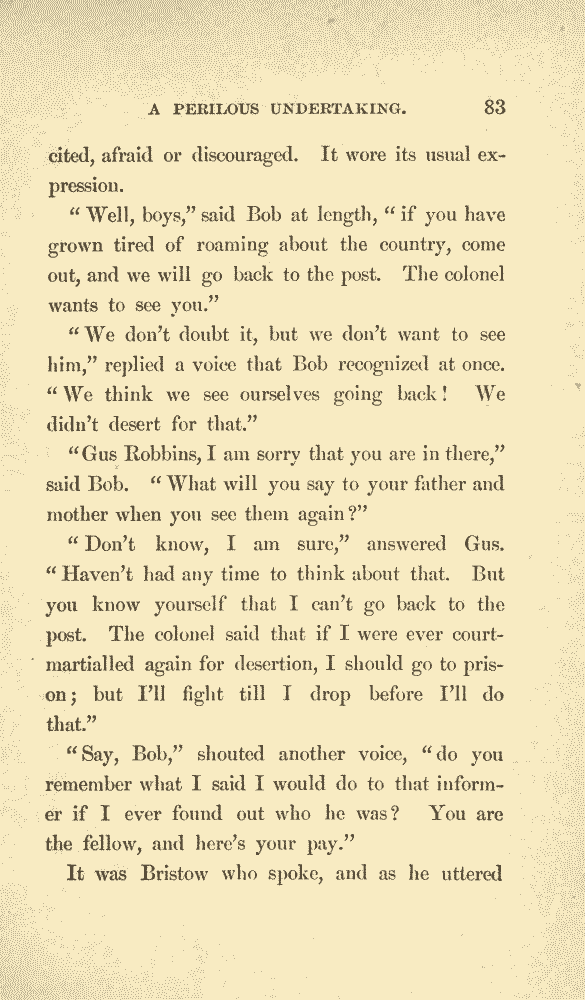 A PERILOUS UNDERTAKING. 83
cited, afraid or discouraged. It wore its usual ex-
pression.
“ Well, boys,” said Bob at length, “ if you have
grown tired of roaming about the country, come
out, and we will go back to the post. The colonel
wants to see you.”
“ We don’t doubt it, but we don’t want to see
him,” replied a voice that Bob recognized at once.
“ We think we see ourselves going back! We
didn’t desert for that.”
“Gus Robbins, I am sorry that you are in there,”
said Bob. “ What will you say to your father and
mother when you see them again?”
“ Don’t know, I am sure,” answered Gus.
“ Haven’t had any time to think about that. But
you know yourself that I can’t go back to the
post. The colonel said that if I were ever court-
martialled again for desertion, I should go to pris-
on; but I’ll fight till I drop before I’ll do
that.”
“Say, Bob,” shouted another voice, “do you
remember what I said I would do to that inform-
er if I ever found out who he was? You are
the fellow, and here’s your pay.”
It was Bristow who spoke, and as he uttered